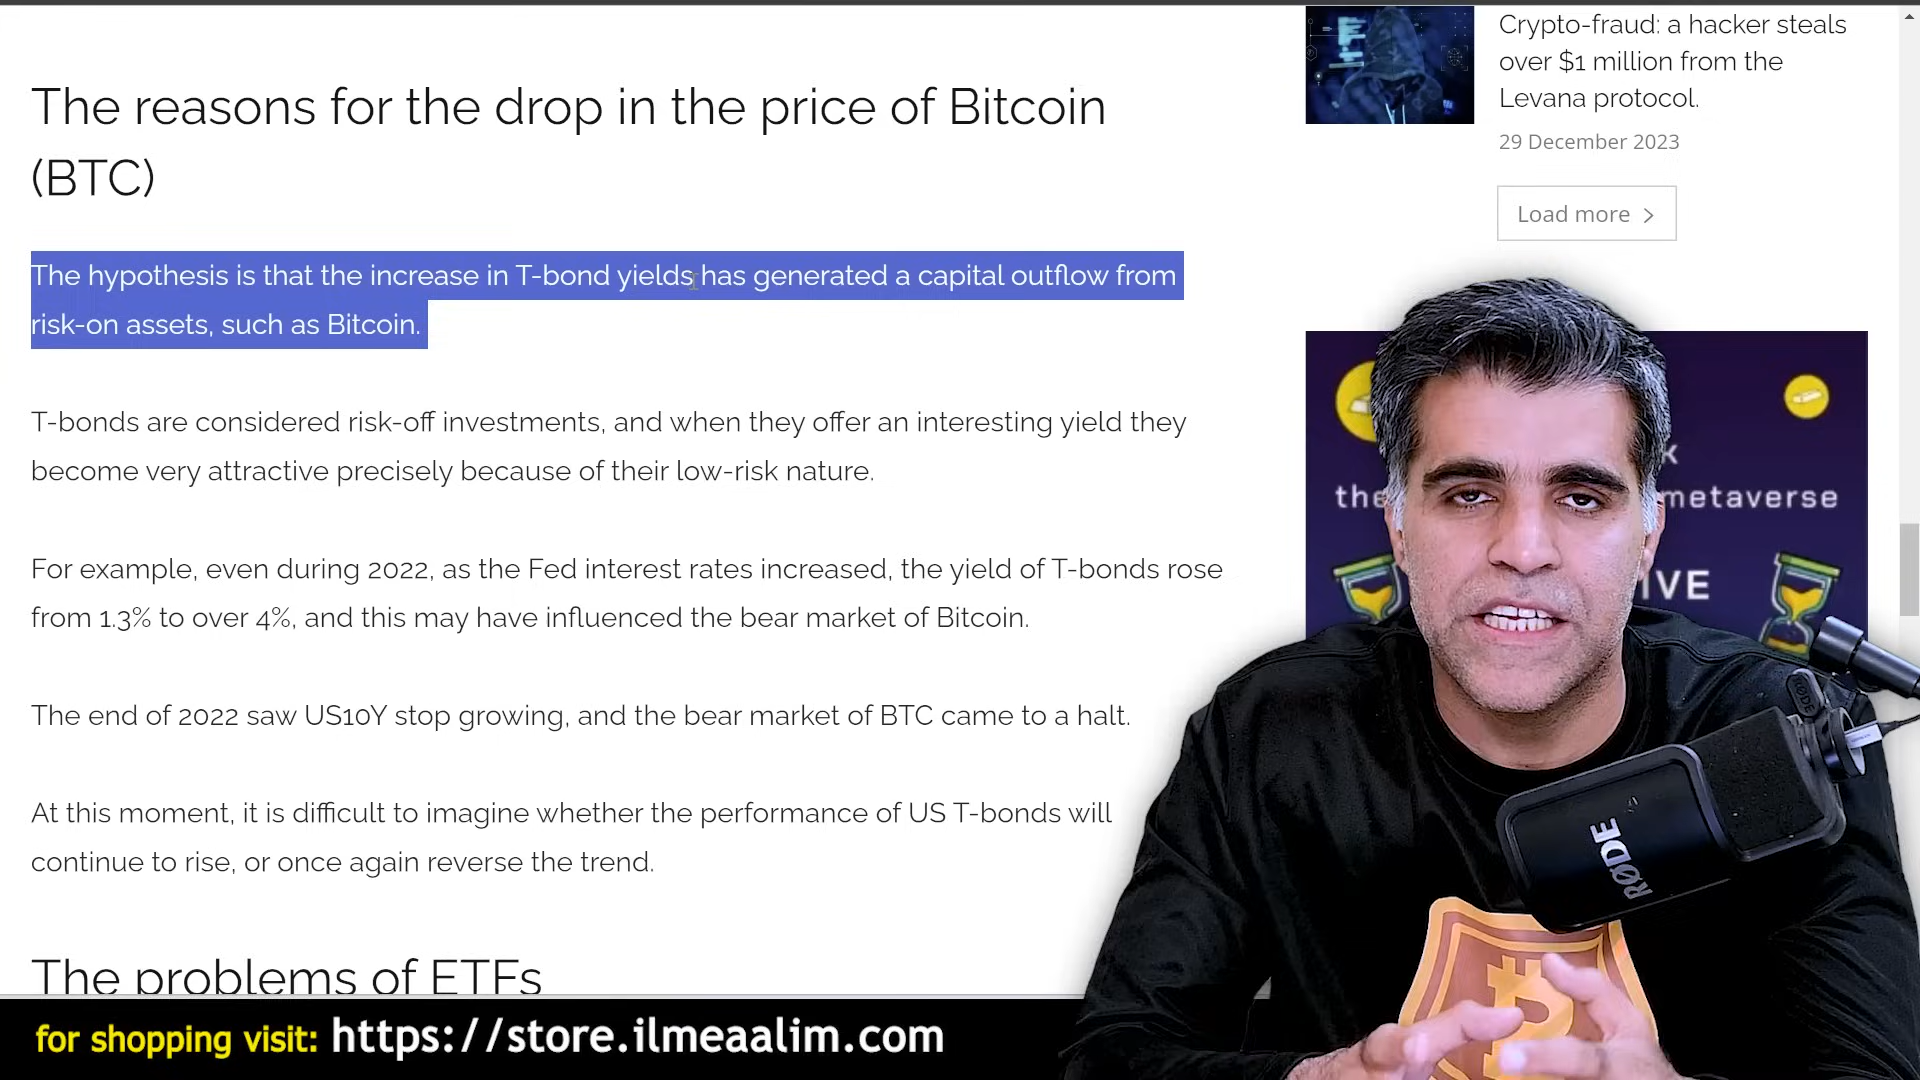 The reasons for the drop in the price of Bitcoin
(BTC)
The hypothesis is that the increase in T-bond yields has generated a capital outflow from
risk-on assets, such as Bitcoin.
T-bonds are considered risk-off investments, and when they offer an interesting yield they
become very attractive precisely because of their low-risk nature.
For example, even during 2022, as the Fed interest rates increased, the yield of T-bonds rose
from 1.3% to over 4%, and this may have influenced the bear market of Bitcoin.
The end of 2022 saw US10Y stop growing, and the bear market of BTC came to a halt.
At this moment, it is difficult to imagine whether the performance of US T-bonds will
continue to rise, or once again reverse the trend.
The problems of ETFs
Crypto-fraud: a hacker steals
over $1 million from the
Levana protocol.
29 December 2023
Load more
metaverse
RØDE
for shopping visit: https://store.ilmeaalim.com